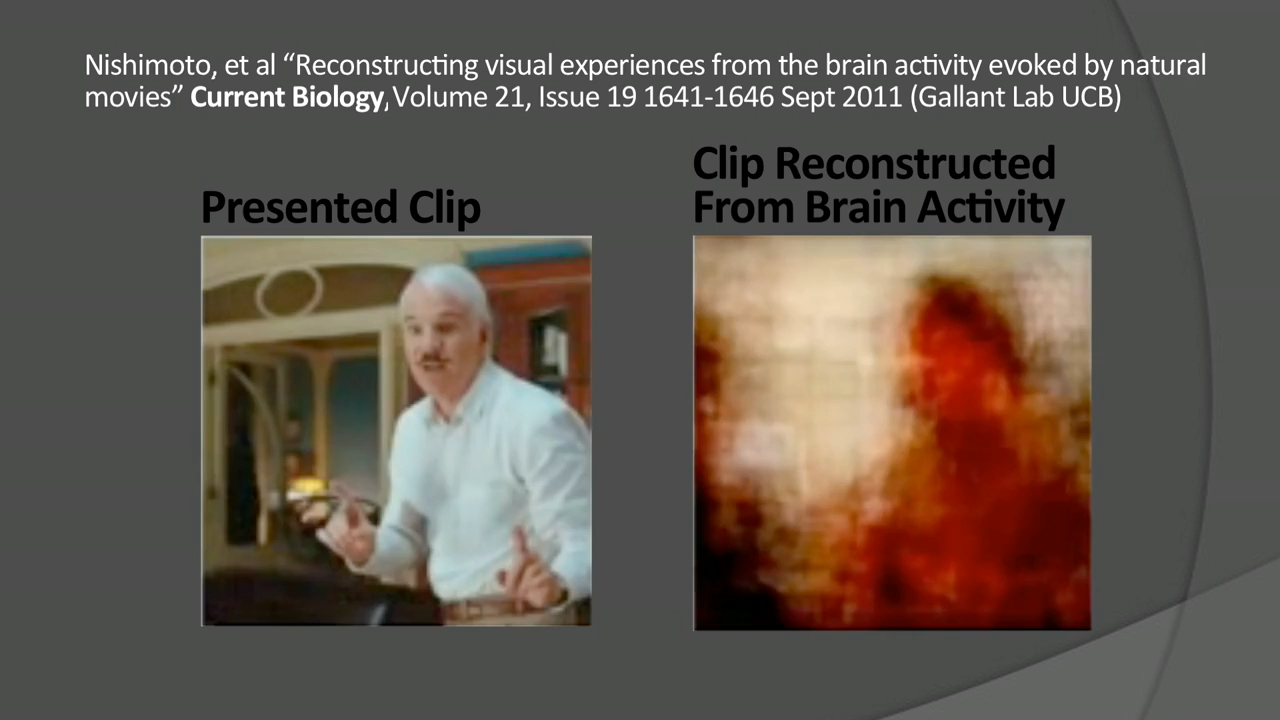 Nishimoto, et al “Reconstructing visual experiences from the brain activity evoked by natural
movies” Current Biology, Volume 21, Issue 19 1641-1646 Sept 2011 (Gallant Lab UCB)
Presented Clip
Clip Reconstructed
From Brain Activity